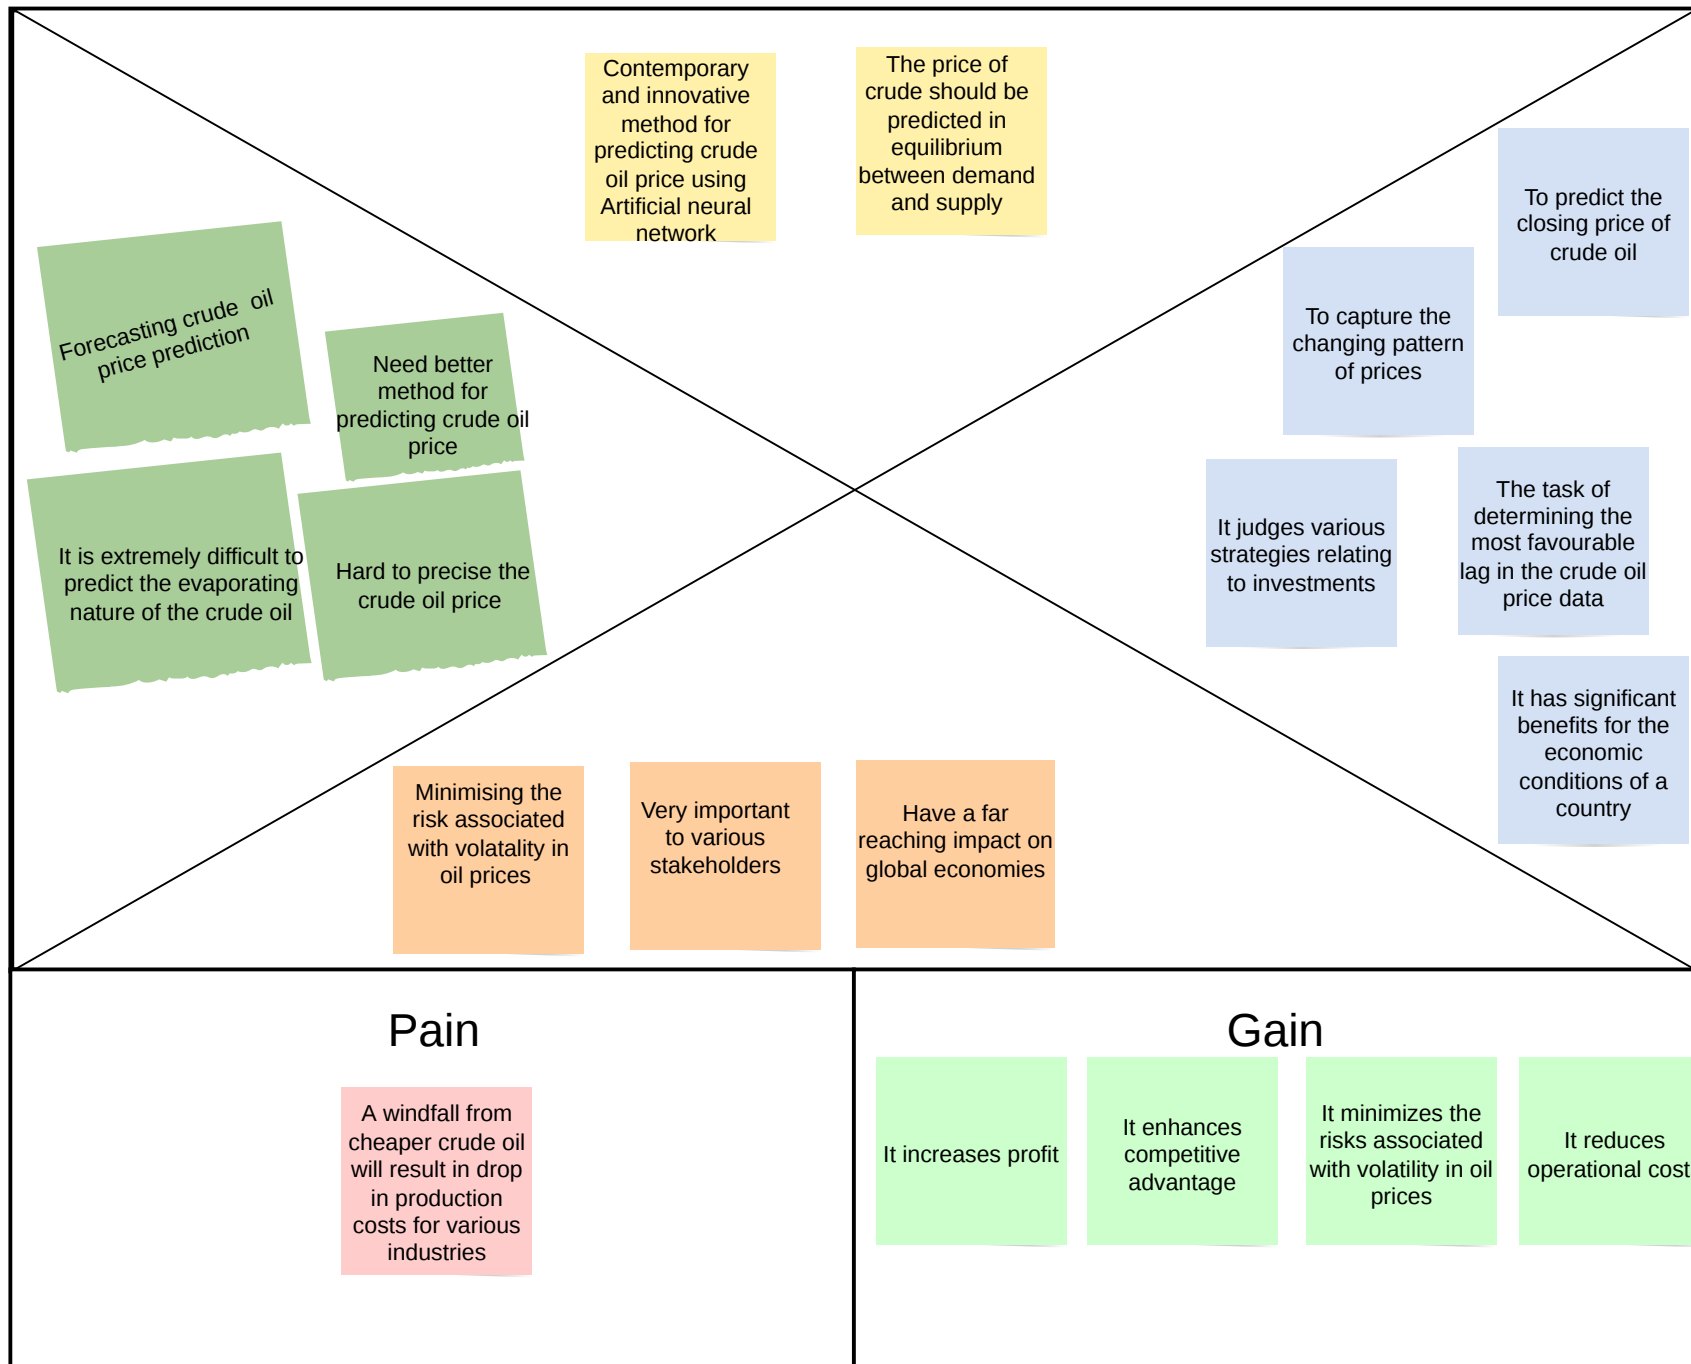 Contemporary
and innovative
method for
predicting crude
oil price using
Artificial neural
network
The price of
crude should be
predicted in
equilibrium
between demand
and supply
Forecasting crude  oil
price prediction
Need better
method for
predicting crude oil
price
It is extremely difficult to
predict the evaporating
nature of the crude oil
Hard to precise the
crude oil price
To predict the
closing price of
crude oil
To capture the
changing pattern
of prices
It judges various
strategies relating
to investments
The task of
determining the
most favourable
lag in the crude oil
price data
It has significant
benefits for the
economic
conditions of a
country
Minimising the
risk associated
with volatality in
oil prices
Very important
to various
stakeholders
Have a far
reaching impact on
global economies
Pain
A windfall from
cheaper crude oil
will result in drop
in production
costs for various
industries
Gain
It increases profit
It enhances
competitive
advantage
It minimizes the
risks associated
with volatility in oil
prices
It reduces
operational cost